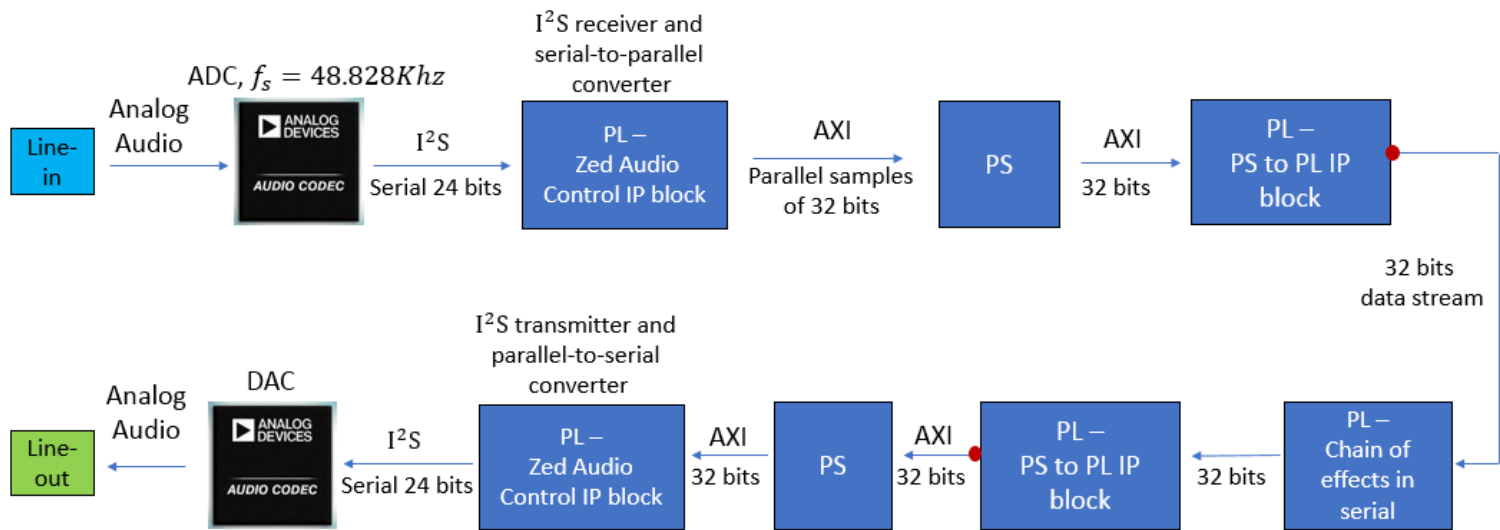 I²S receiver and
serial-to-parallel
converter
ADC, f_s = 48.828Khz
Analog
Audio
Line-
in
ANALOG
DEVICES
AUDIO CODEC
I²S
Serial 24 bits
PL –
Zed Audio
Control IP block
AXI
Parallel samples
of 32 bits
PS
AXI
32 bits
PL –
PS to PL IP
block
32 bits
data stream
I²S transmitter and
parallel-to-serial
converter
DAC
Analog
Audio
Line-
out
ANALOG
DEVICES
AUDIO CODEC
I²S
Serial 24 bits
PL –
Zed Audio
Control IP block
AXI
32 bits
PS
AXI
32 bits
PL –
PS to PL IP
block
32 bits
PL –
Chain of
effects in
serial